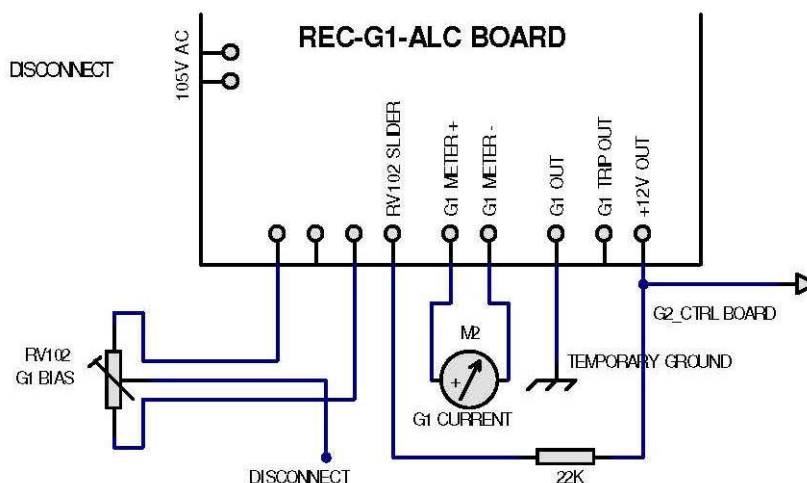 REC-G1-ALC BOARD
105V AC
DISCONNECT
RV102 SLIDER
G1 METER +
G1 METER -
G1 OUT
G1 TRIP OUT
+12V OUT
G2_CTRL BOARD
RV102
G1 BIAS
M2
+
TEMPORARY GROUND
G1 CURRENT
DISCONNECT
22K